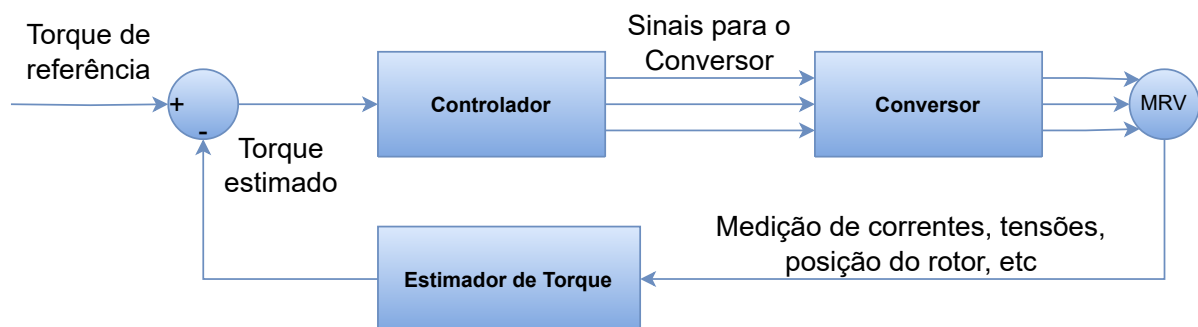 Torque de
referência
+
-
Torque
estimado
Controlador
Sinais para o
Conversor
Conversor
MRV
Medição de correntes, tensões,
posição do rotor, etc
Estimador de Torque